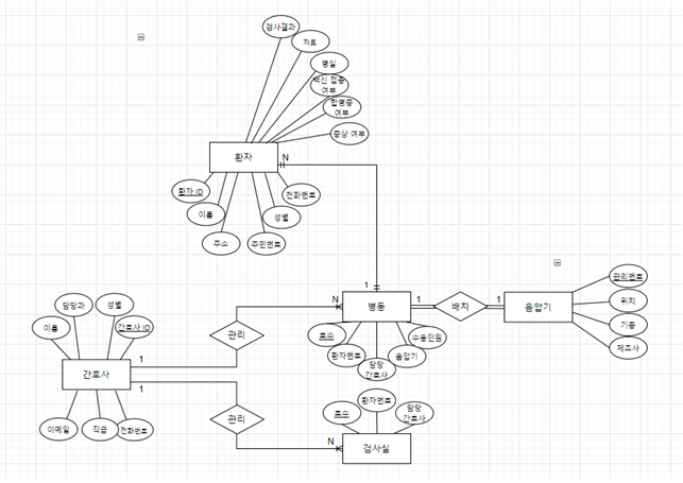 검사결과
차트
병실
백신 접종
여부
합병증
여부
증상 여부
환자
N
환자 ID
이름
주소
주민번호
성별
전화번호
1
N
병동
1
배치
1
음압기
관리번호
위치
기종
제조사
호수
환자번호
담당
간호사
음압기
수용인원
관리
이름
담당과
성별
간호사 ID
간호사
1
1
이메일
직급
전화번호
관리
N
호수
환자번호
담당
간호사
검사실